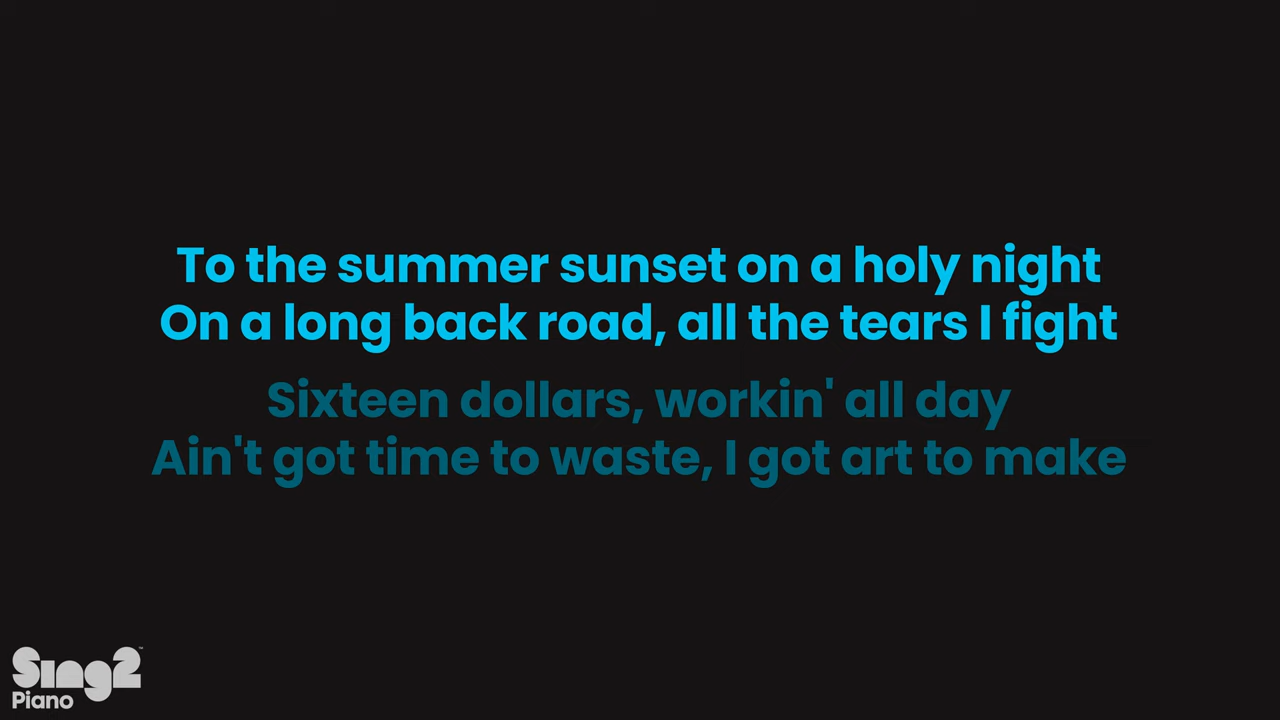 To the summer sunset on a holy night
On a long back road, all the tears I fight
Sixteen dollars, workin' all day
Ain't got time to waste, I got art to make
Sing2™
Piano